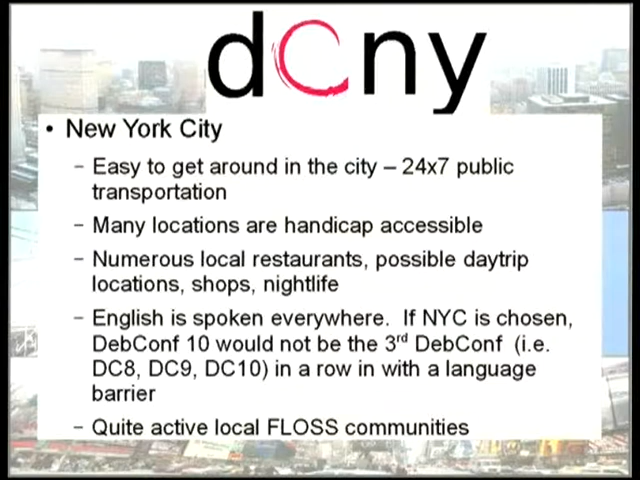 dCny
• New York City
– Easy to get around in the city – 24x7 public
transportation
– Many locations are handicap accessible
– Numerous local restaurants, possible daytrip
locations, shops, nightlife
– English is spoken everywhere.  If NYC is chosen,
DebConf 10 would not be the 3rd DebConf  (i.e.
DC8, DC9, DC10) in a row in with a language
barrier
– Quite active local FLOSS communities